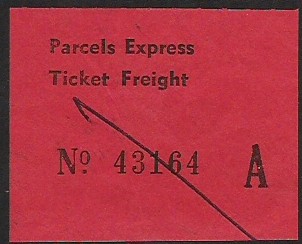 Parcels Express
Ticket Freight
Nº 43164 A